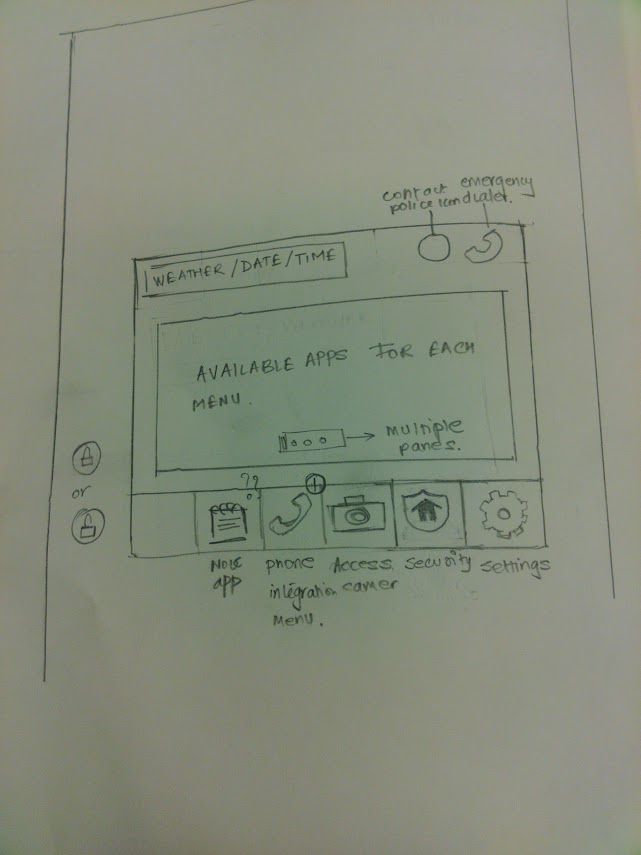 contact emergency
police
WEATHER/DATE/TIME
AVAILABLE APPS FOR EACH
MENU.
MULTIPLE
panes.
or
??
Note phone Access security settings
app integration camer
Menu.